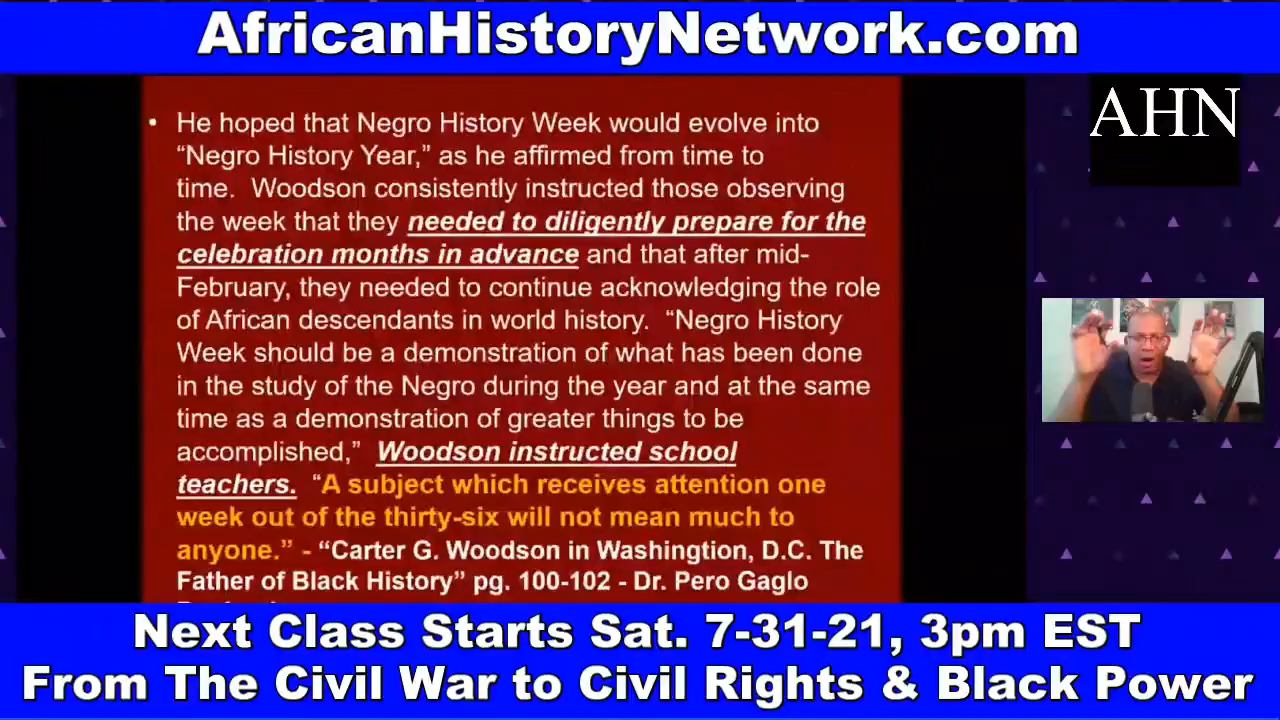 AfricanHistoryNetwork.com
AHN
• He hoped that Negro History Week would evolve into
“Negro History Year,” as he affirmed from time to
time. Woodson consistently instructed those observing
the week that they needed to diligently prepare for the
celebration months in advance and that after mid-
February, they needed to continue acknowledging the role
of African descendants in world history. “Negro History
Week should be a demonstration of what has been done
in the study of the Negro during the year and at the same
time as a demonstration of greater things to be
accomplished,” Woodson instructed school
teachers. “A subject which receives attention one
week out of the thirty-six will not mean much to
anyone.” - “Carter G. Woodson in Washingtion, D.C. The
Father of Black History” pg. 100-102 - Dr. Pero Gaglo
Next Class Starts Sat. 7-31-21, 3pm EST
From The Civil War to Civil Rights & Black Power